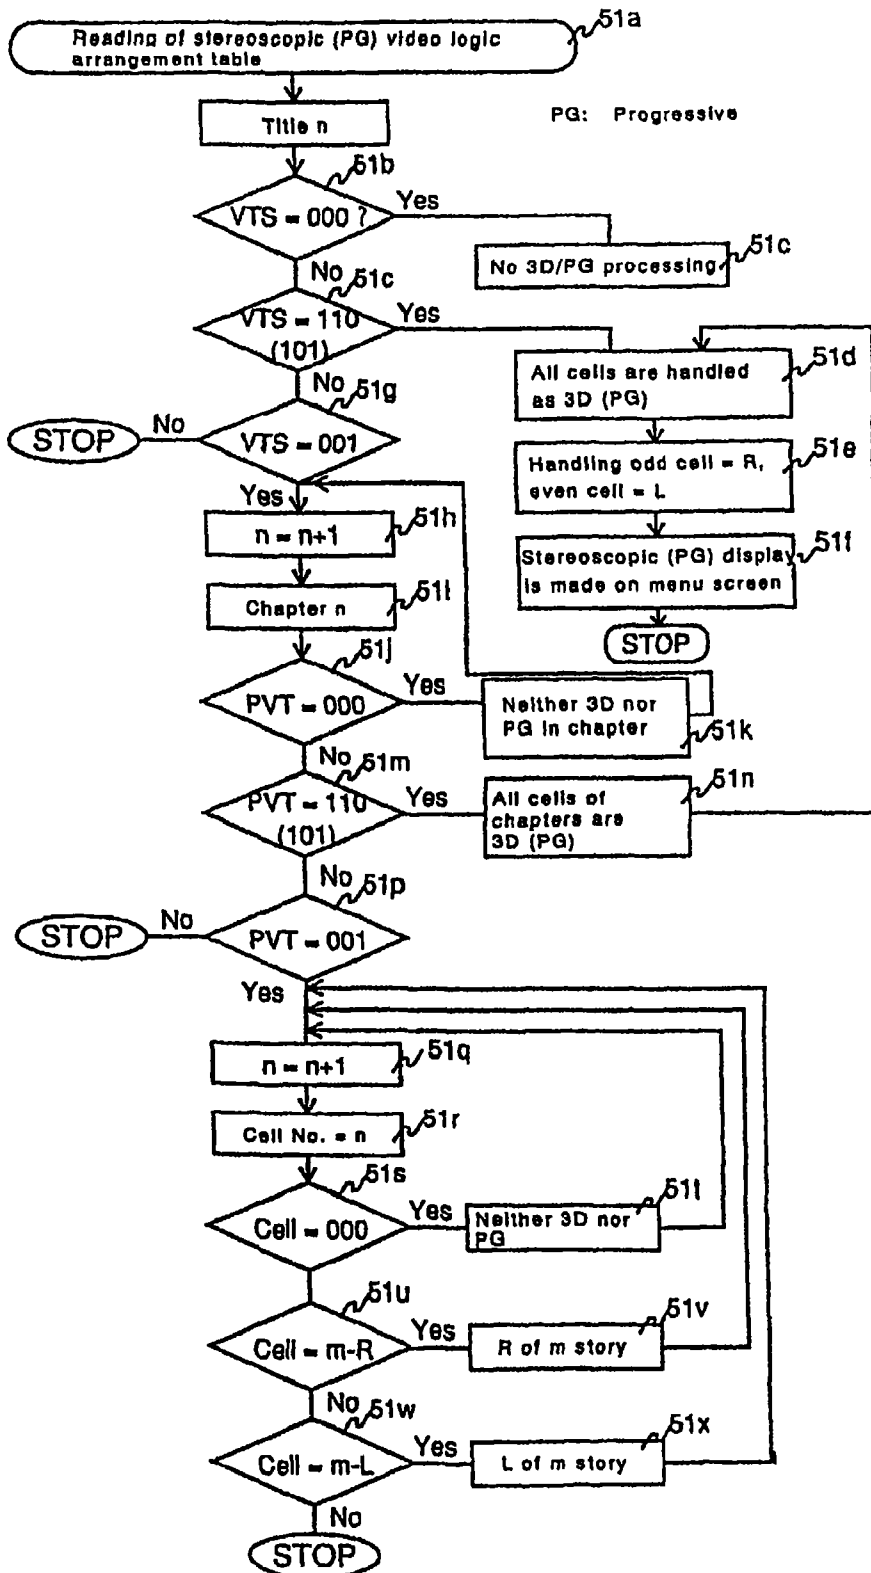 51a
Reading of stereoscopic (PG) video logic
arrangement table
Title n
PG: Progressive
51b
VTS = 000 ?
Yes
51c
No 3D/PG processing
No
51c
VTS = 110
(101)
Yes
51d
All cells are handled
as 3D (PG)
No
51g
VTS = 001
No
STOP
51e
Handling odd cell = R,
even cell = L
Yes
51h
n = n+1
51f
Stereoscopic (PG) display
is made on menu screen
STOP
51i
Chapter n
51j
PVT = 000
Yes
Neither 3D nor
PG in chapter
51k
No
51m
PVT = 110
(101)
Yes
51n
All cells of
chapters are
3D (PG)
No
51p
PVT = 001
No
STOP
Yes
51q
n = n+1
51r
Cell No. = n
51s
Cell = 000
Yes
51t
Neither 3D nor
PG
51u
Cell = m-R
Yes
51v
R of m story
No
51w
Cell = m-L
Yes
51x
L of m story
No
STOP